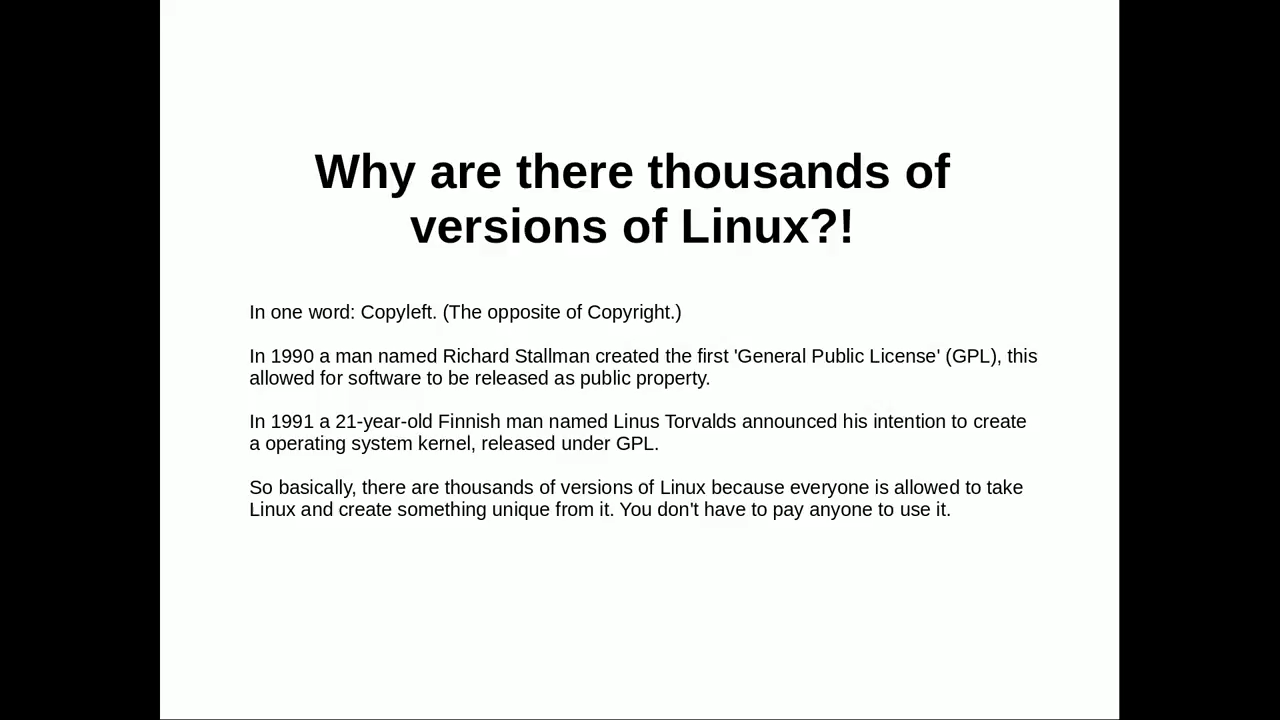 Why are there thousands of
versions of Linux?!
In one word: Copyleft. (The opposite of Copyright.)
In 1990 a man named Richard Stallman created the first 'General Public License' (GPL), this
allowed for software to be released as public property.
In 1991 a 21-year-old Finnish man named Linus Torvalds announced his intention to create
a operating system kernel, released under GPL.
So basically, there are thousands of versions of Linux because everyone is allowed to take
Linux and create something unique from it. You don't have to pay anyone to use it.